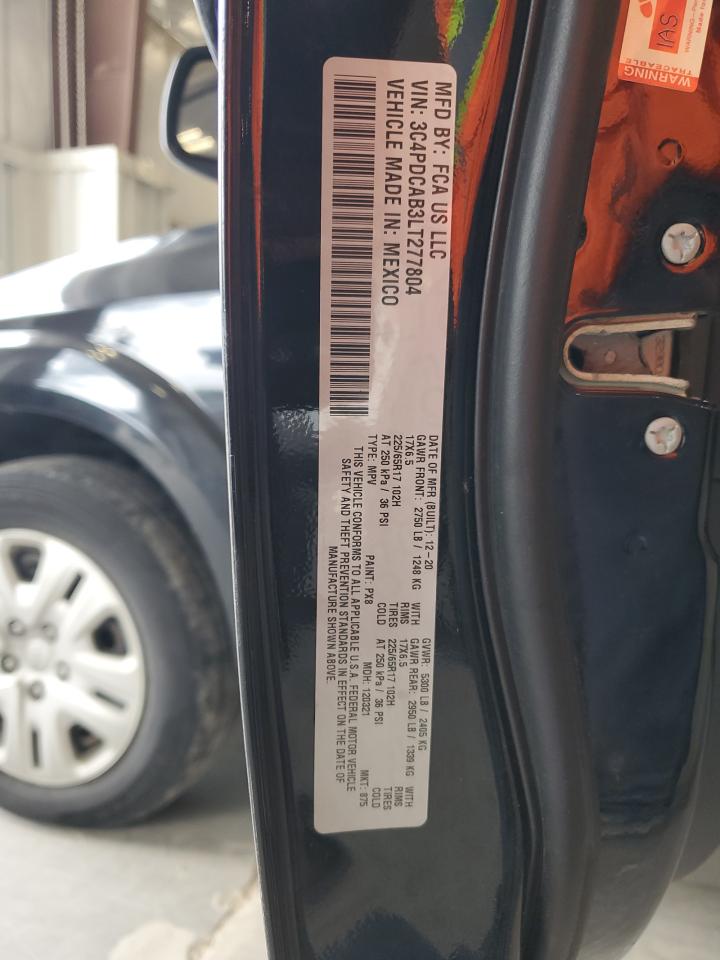 MFD BY: FCA US LLC
VIN: 3C4PDCAB3LT277804
VEHICLE MADE IN: MEXICO
DATE OF MFR (BUILT): 12-20 GVWR: 5300 LB / 2405 KG
GAWR FRONT: 2750 LB / 1248 KG WITH GAWR REAR: 2950 LB / 1339 KG WITH
17X6.5 RIMS 17X6.5 RIMS
225/65R17 102H TIRES 225/65R17 102H TIRES
AT 250 kPa / 36 PSI COLD AT 250 kPa / 36 PSI COLD
TYPE: MPV PAINT: PX8 MDH: 120321 MKT: 875
THIS VEHICLE CONFORMS TO ALL APPLICABLE U.S.A. FEDERAL MOTOR VEHICLE
SAFETY AND THEFT PREVENTION STANDARDS IN EFFECT ON THE DATE OF
MANUFACTURE SHOWN ABOVE.
WARNING
TRACEABLE
IAS